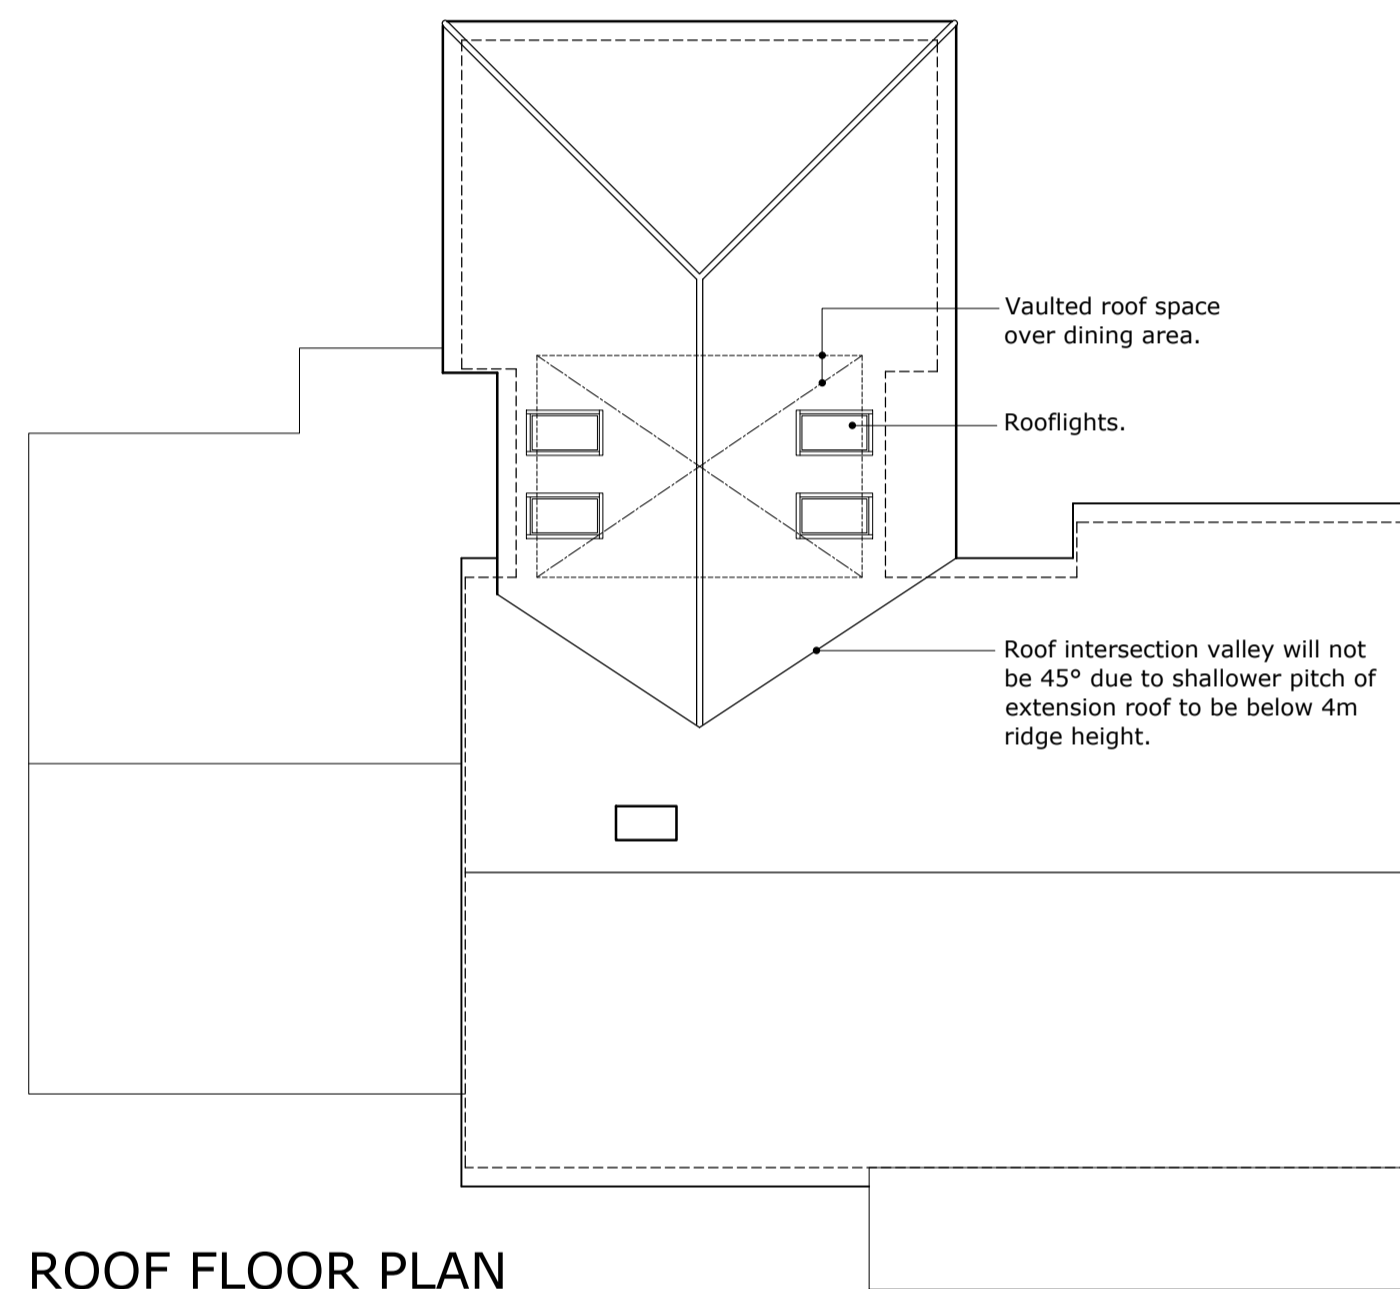 Vaulted roof space
over dining area.
Rooflights.
Roof intersection valley will not
be 45° due to shallower pitch of
extension roof to be below 4m
ridge height.
ROOF FLOOR PLAN